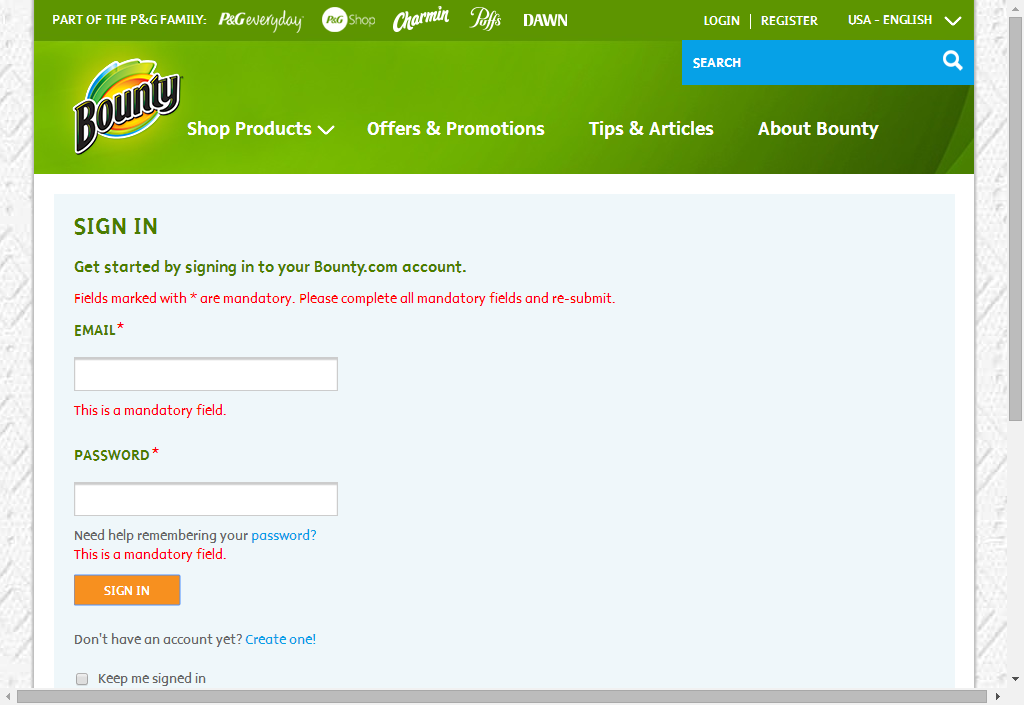 PART OF THE P&G FAMILY: P&G everyday P&G Shop Charmin Puffs DAWN LOGIN REGISTER USA - ENGLISH
SEARCH
Bounty
Shop Products Offers & Promotions Tips & Articles About Bounty
SIGN IN
Get started by signing in to your Bounty.com account.
Fields marked with * are mandatory. Please complete all mandatory fields and re-submit.
EMAIL*
This is a mandatory field.
PASSWORD*
Need help remembering your password?
This is a mandatory field.
SIGN IN
Don't have an account yet? Create one!
Keep me signed in